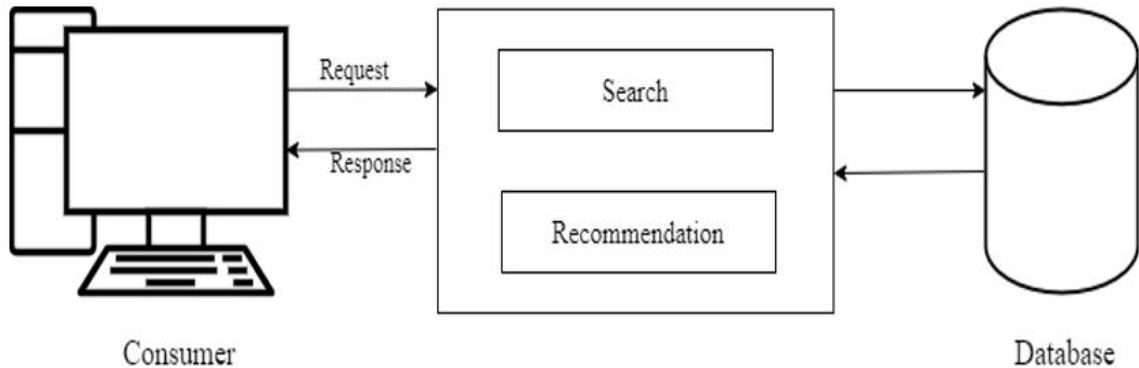 Request
Search
Response
Recommendation
Consumer
Database